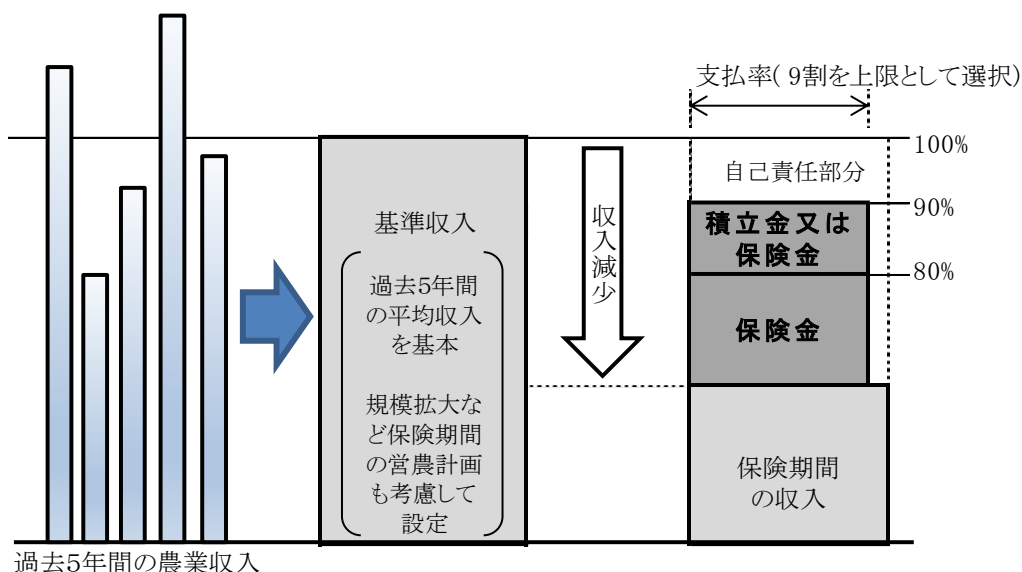 支払率( 9割を上限として選択)
100%
自己責任部分
90%
積立金又は
保険金
80%
保険金
収入減少
基準収入
過去5年間
の平均収入
を基本
規模拡大な
ど保険期間
の営農計画
も考慮して
設定
保険期間
の収入
過去5年間の農業収入